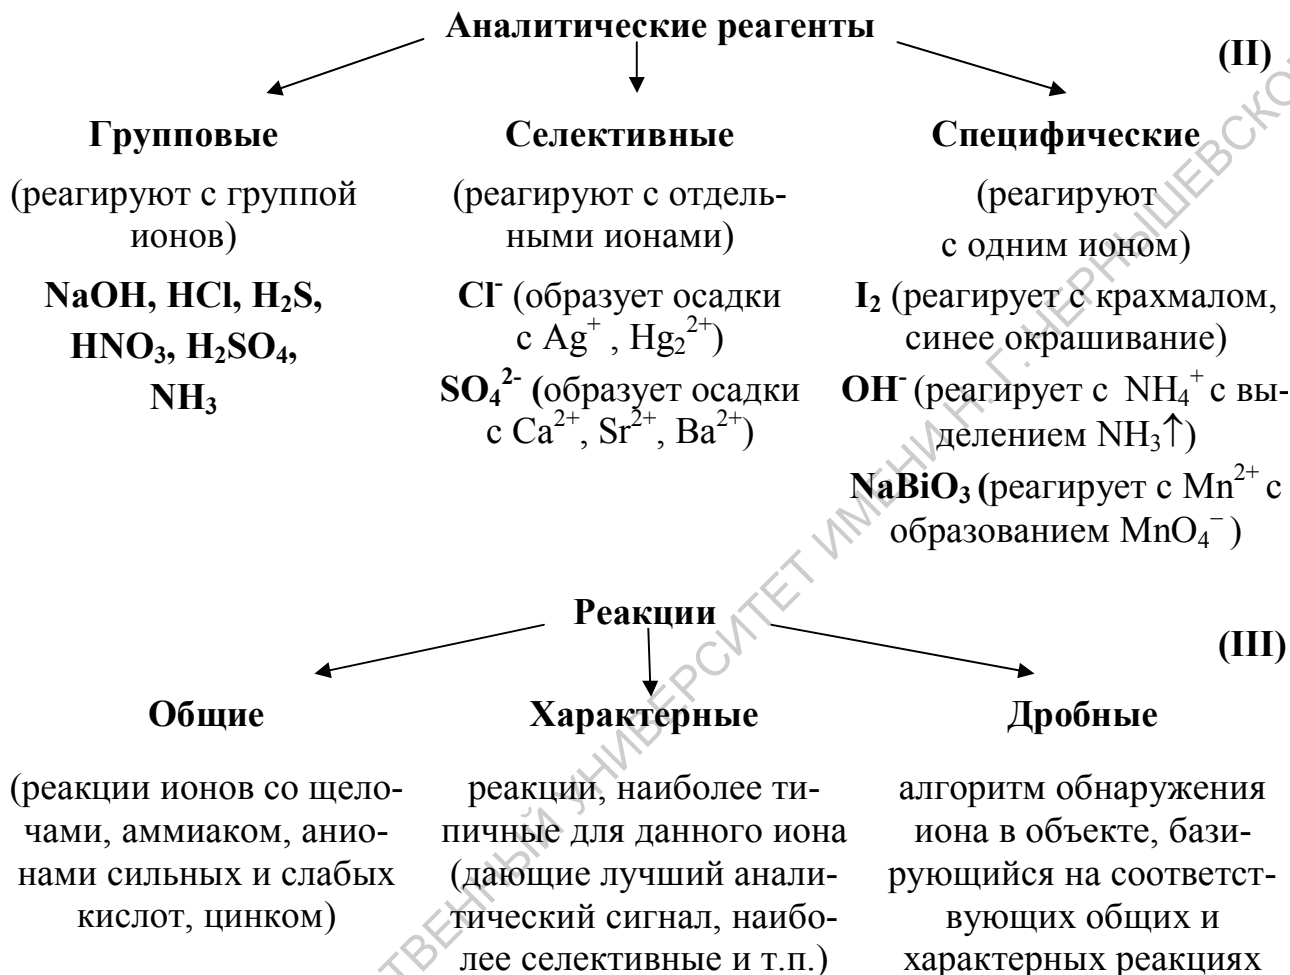 Аналитические реагенты
(II)
Групповые
(реагируют с группой
ионов)
NaOH, HCl, H₂S,
HNO₃, H₂SO₄,
NH₃
Селективные
(реагируют с отдель-
ными ионами)
Cl⁻ (образует осадки
с Ag⁺ , Hg₂²⁺)
SO₄²⁻ (образует осадки
с Ca²⁺, Sr²⁺, Ba²⁺)
Специфические
(реагируют
с одним ионом)
I₂ (реагирует с крахмалом,
синее окрашивание)
OH⁻ (реагирует с NH₄⁺ с вы-
делением NH₃↑)
NaBiO₃ (реагирует с Mn²⁺ с
образованием MnO₄⁻ )
Реакции
(III)
Общие
(реакции ионов со щело-
чами, аммиаком, анио-
нами сильных и слабых
кислот, цинком)
Характерные
реакции, наиболее ти-
пичные для данного иона
(дающие лучший анали-
тический сигнал, наибо-
лее селективные и т.п.)
Дробные
алгоритм обнаружения
иона в объекте, бази-
рующийся на соответст-
вующих общих и
характерных реакциях
УНИВЕРСИТЕТ ИМЕНИ Н. Г.